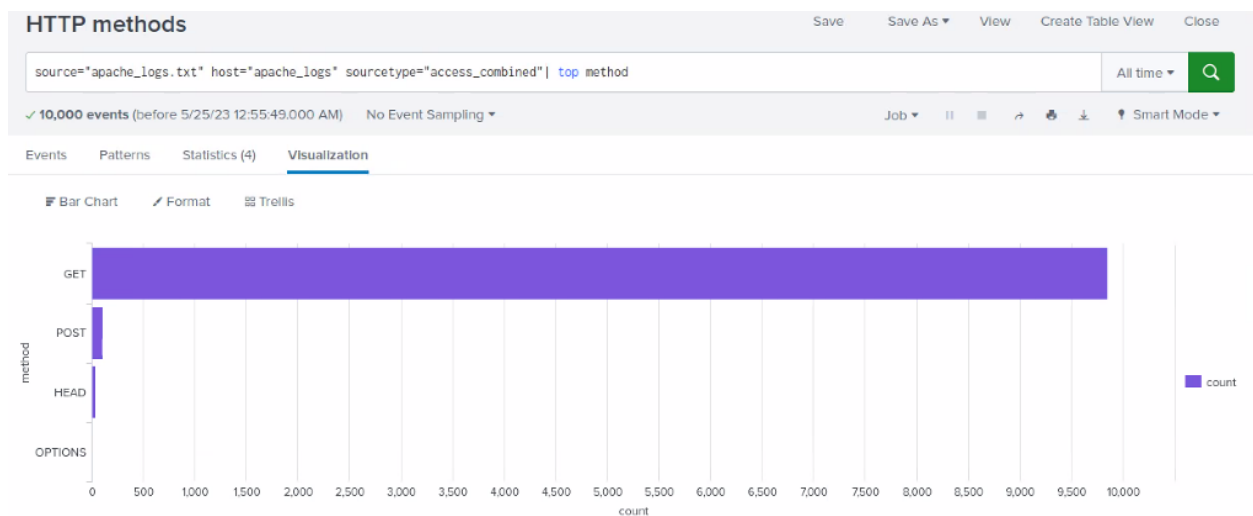 HTTP methods Save Save As View Create Table View Close
source="apache_logs.txt" host="apache_logs" sourcetype="access_combined"| top method All time
10,000 events (before 5/25/23 12:55:49.000 AM) No Event Sampling Job Smart Mode
Events Patterns Statistics (4) Visualization
Bar Chart Format Trellis
GET
POST
method
HEAD
count
OPTIONS
0 500 1,000 1,500 2,000 2,500 3,000 3,500 4,000 4,500 5,000 5,500 6,000 6,500 7,000 7,500 8,000 8,500 9,000 9,500 10,000
count